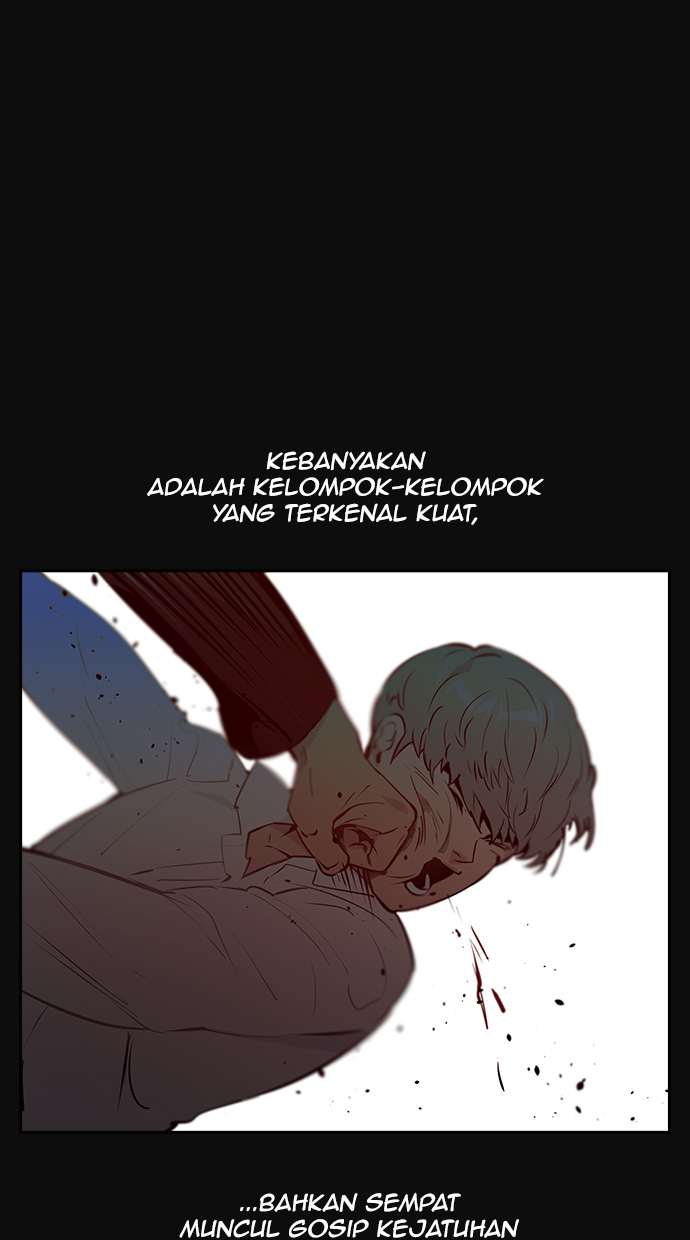 KEBANYAKAN
ADALAH KELOMPOK-KELOMPOK
YANG TERKENAL KUAT,
...BAHKAN SEMPAT
MUNCUL GOSIP KEJATUHAN